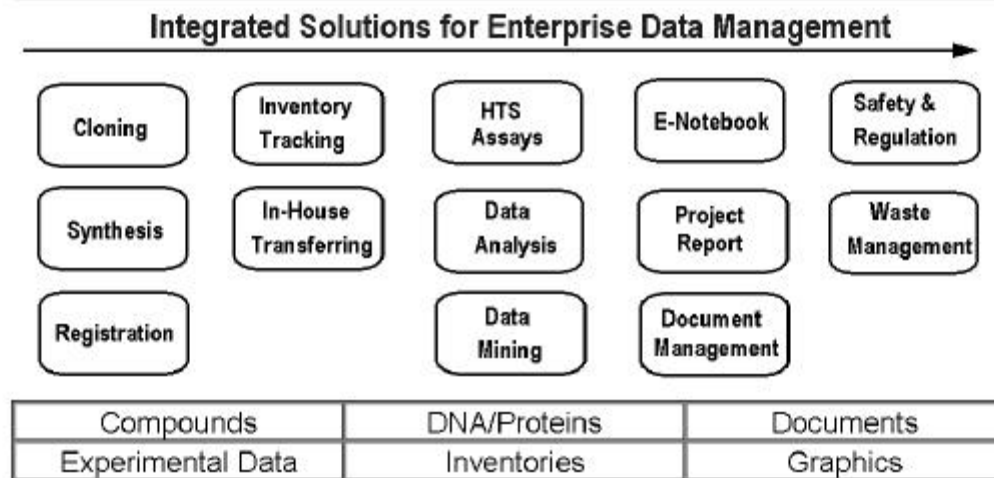 Integrated Solutions for Enterprise Data Management
Cloning
Inventory
Tracking
HTS
Assays
E-Notebook
Safety &
Regulation
Synthesis
In-House
Transferring
Data
Analysis
Project
Report
Waste
Management
Registration
Data
Mining
Document
Management
Compounds
DNA/Proteins
Documents
Experimental Data
Inventories
Graphics